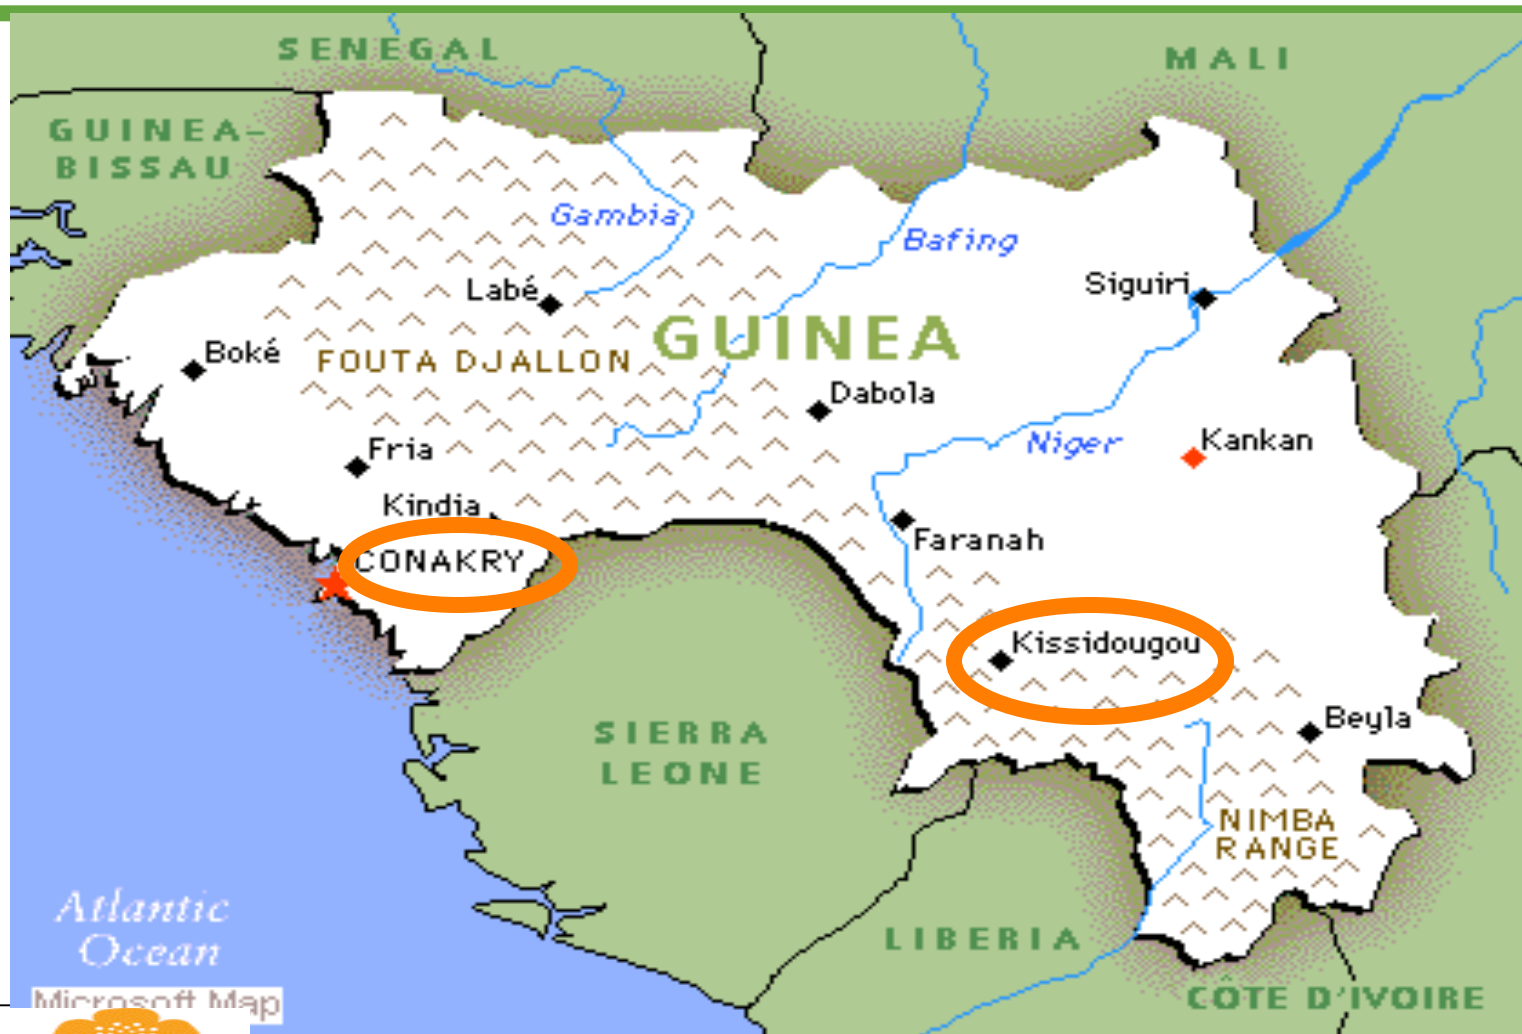 SENEGAL
MALI
GUINEA-
BISSAU
Gambia
Bafing
Labé
Siguiri
GUINEA
Boké
FOUTA DJALLON
Dabola
Fria
Niger
Kankan
Kindia
CONAKRY
Faranah
Kissidougou
Beyla
SIERRA
LEONE
NIMBA
RANGE
Atlantic
Ocean
LIBERIA
CÔTE D'IVOIRE
Microsoft Map